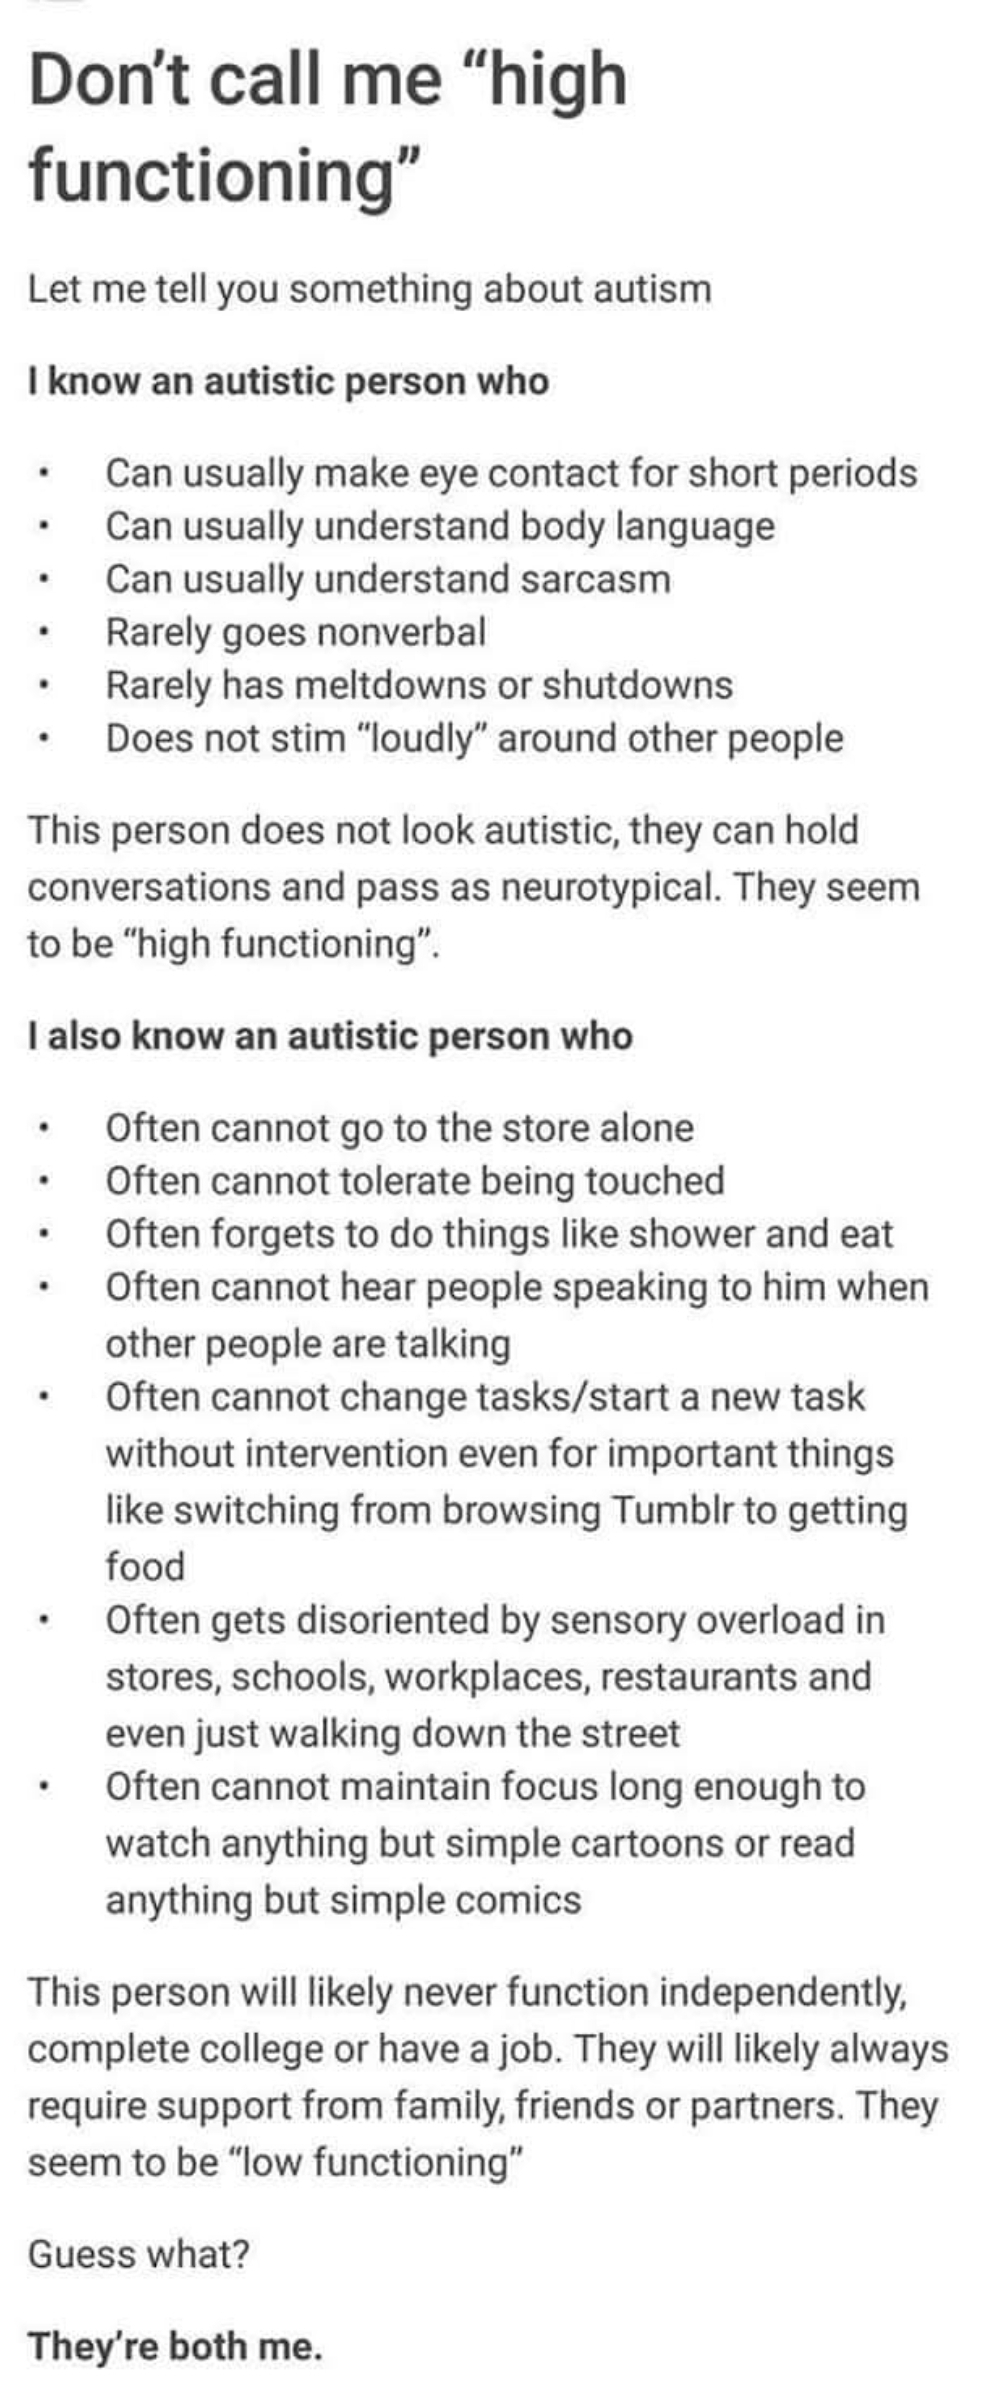 Don't call me “high
functioning”
Let me tell you something about autism
I know an autistic person who
• Can usually make eye contact for short periods
• Can usually understand body language
• Can usually understand sarcasm
• Rarely goes nonverbal
• Rarely has meltdowns or shutdowns
• Does not stim “loudly” around other people
This person does not look autistic, they can hold
conversations and pass as neurotypical. They seem
to be “high functioning”.
I also know an autistic person who
• Often cannot go to the store alone
• Often cannot tolerate being touched
• Often forgets to do things like shower and eat
• Often cannot hear people speaking to him when
other people are talking
• Often cannot change tasks/start a new task
without intervention even for important things
like switching from browsing Tumblr to getting
food
• Often gets disoriented by sensory overload in
stores, schools, workplaces, restaurants and
even just walking down the street
• Often cannot maintain focus long enough to
watch anything but simple cartoons or read
anything but simple comics
This person will likely never function independently,
complete college or have a job. They will likely always
require support from family, friends or partners. They
seem to be “low functioning”
Guess what?
They're both me.